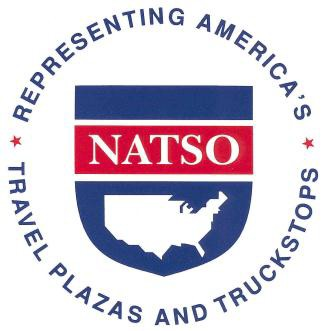 REPRESENTING AMERICA'S
NATSO
TRAVEL PLAZAS AND TRUCKSTOPS